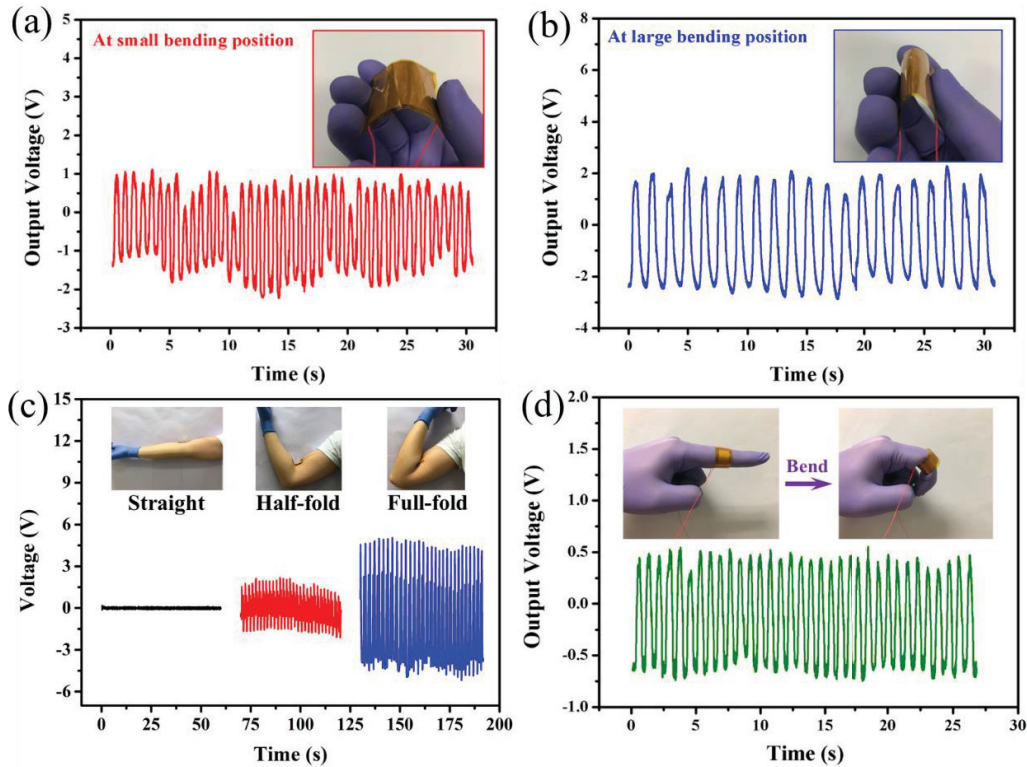 (a)
At small bending position
Output Voltage (V)
5
4
3
2
1
0
-1
-2
-3
0 5 10 15 20 25 30
Time (s)
(b)
At large bending position
Output Voltage (V)
8
6
4
2
0
-2
-4
0 5 10 15 20 25 30
Time (s)
(c)
Straight Half-fold Full-fold
Voltage (V)
15
12
9
6
3
0
-3
-6
0 25 50 75 100 125 150 175 200
Time (s)
(d)
Bend
Output Voltage (V)
2.0
1.5
1.0
0.5
0.0
-0.5
-1.0
0 5 10 15 20 25 30
Time (s)